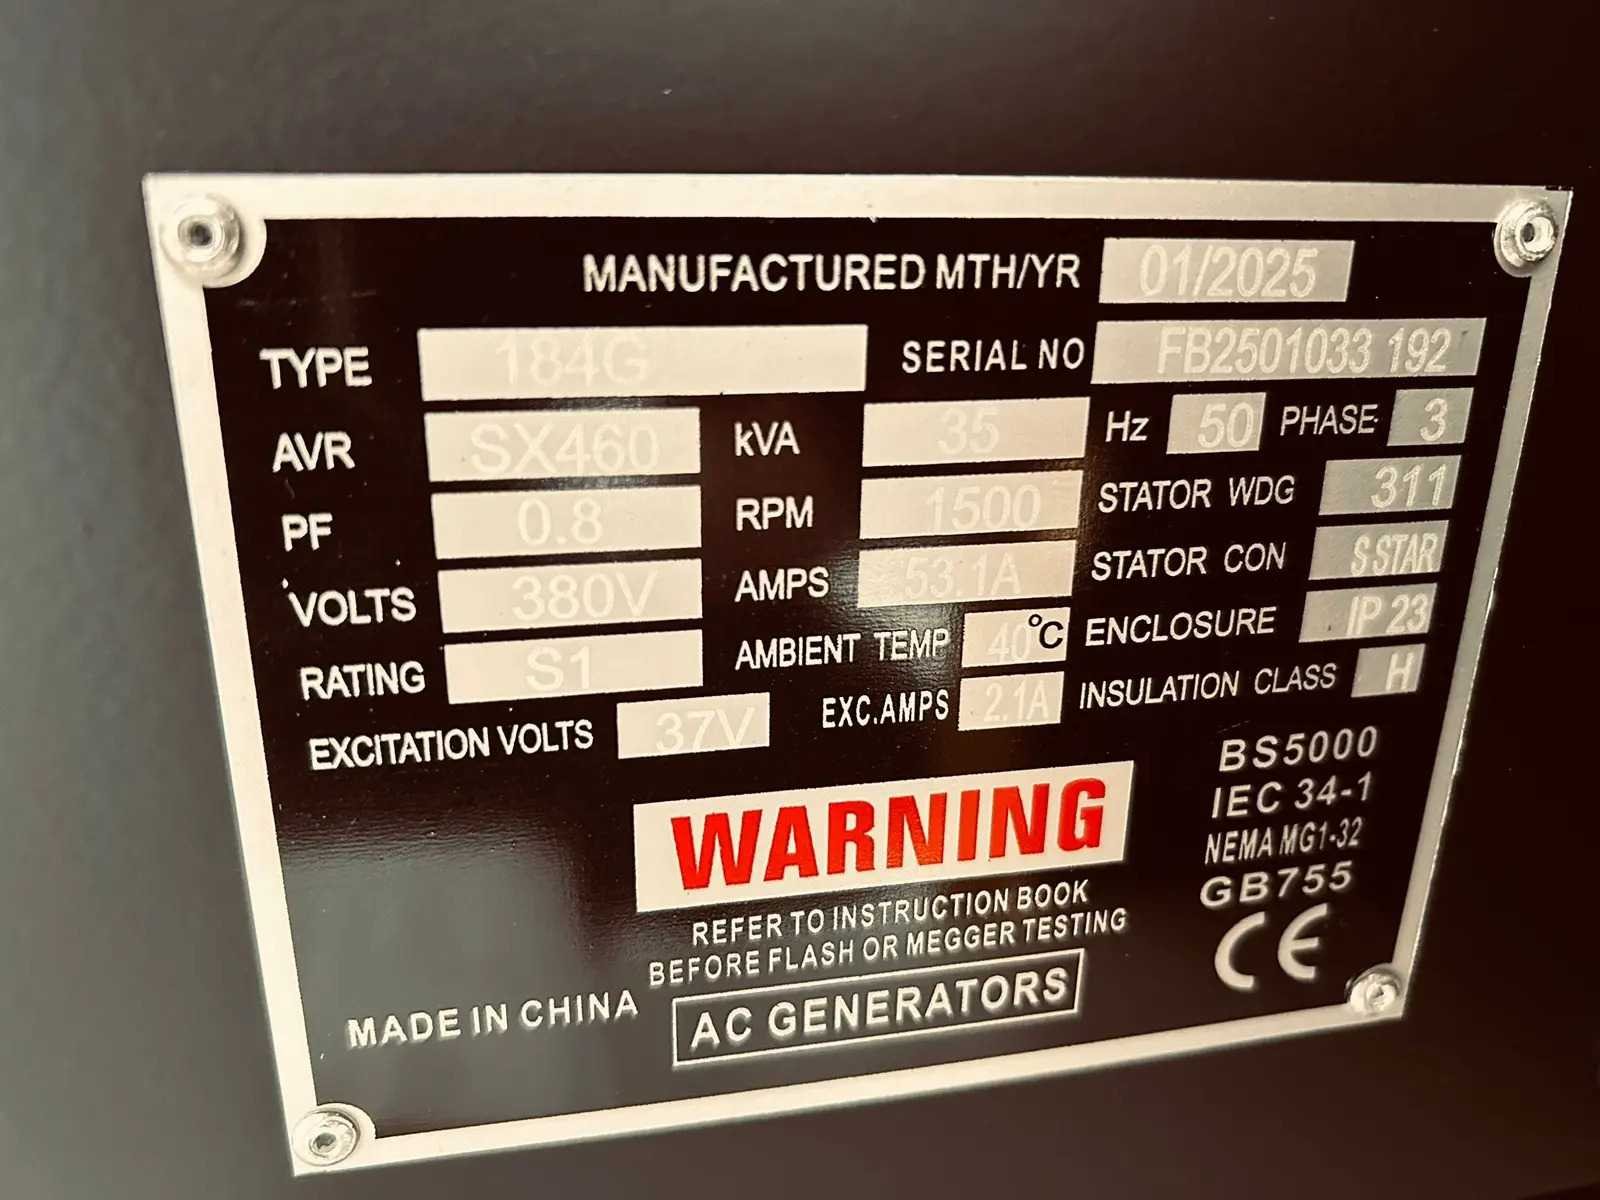 MANUFACTURED MTH/YR 01/2025
TYPE 184G SERIAL NO FB2501033 192
AVR SX460 kVA 35 Hz 50 PHASE 3
PF 0.8 RPM 1500 STATOR WDG 311
VOLTS 380V AMPS 53.1A STATOR CON S STAR
RATING S1 AMBIENT TEMP 40°C ENCLOSURE IP 23
EXCITATION VOLTS 37V EXC.AMPS 2.1A INSULATION CLASS H
WARNING
REFER TO INSTRUCTION BOOK
BEFORE FLASH OR MEGGER TESTING
BS5000
IEC 34-1
NEMA MG1-32
GB755
CE
MADE IN CHINA
AC GENERATORS